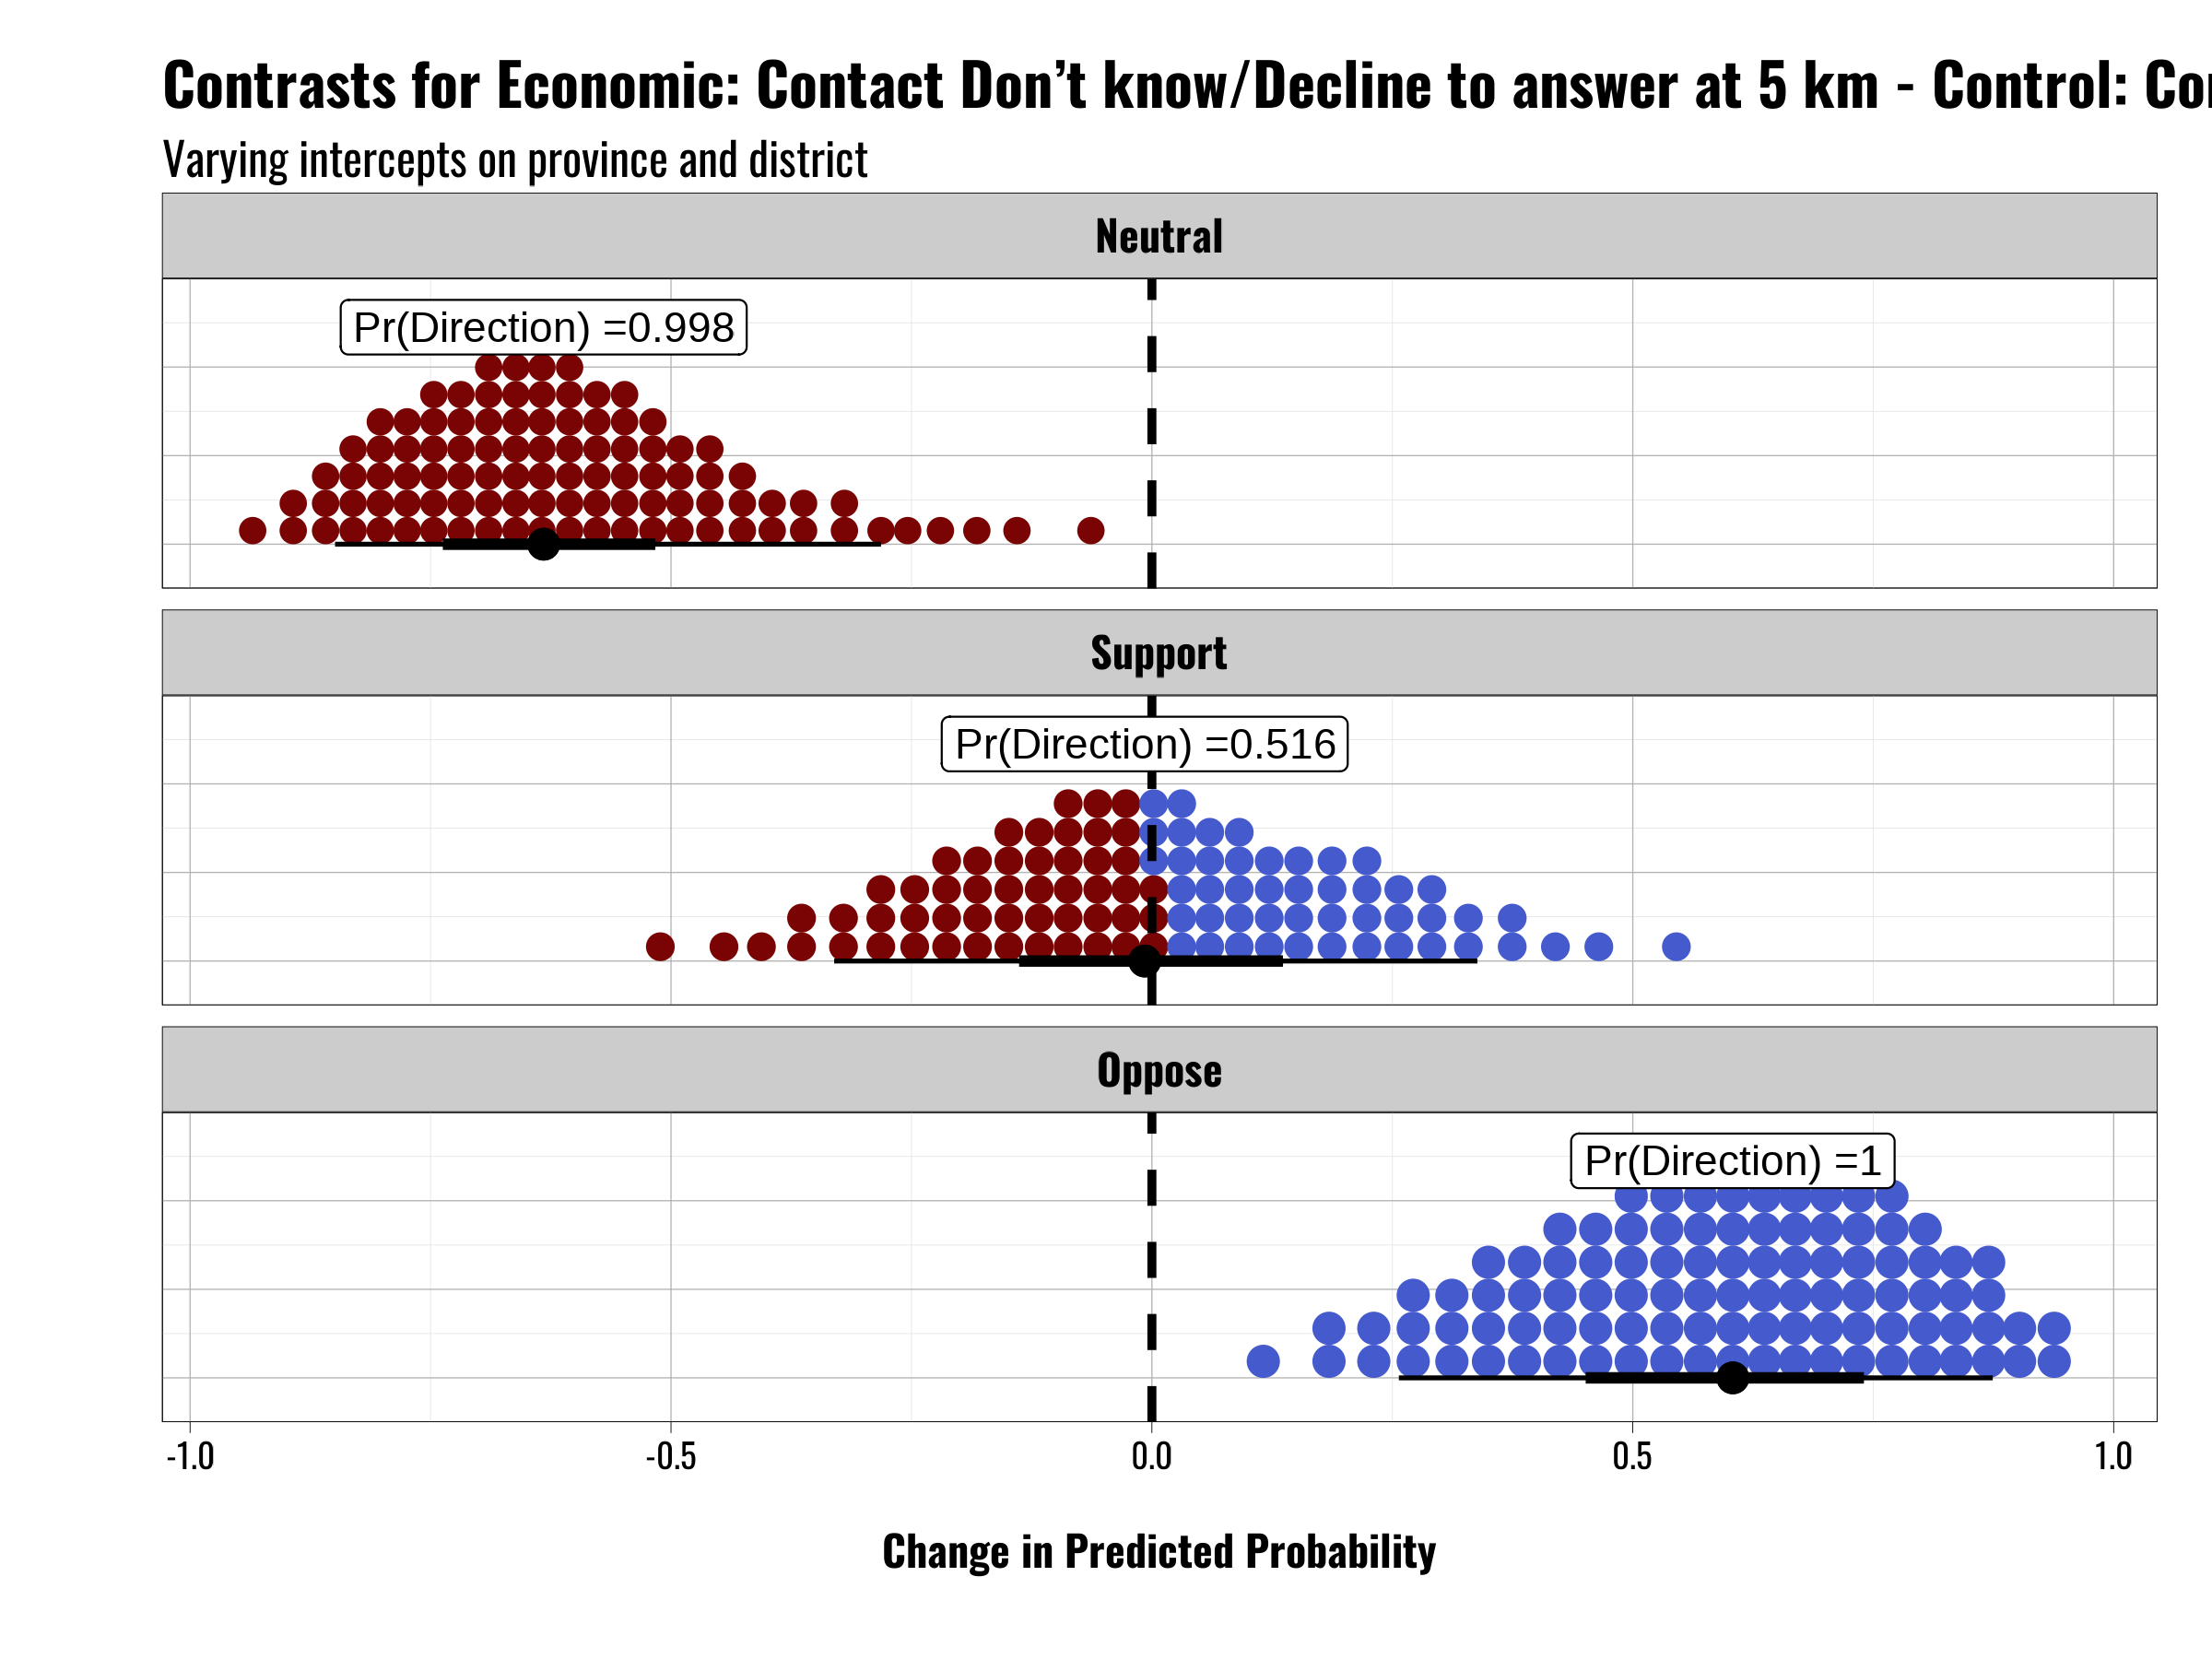 Contrasts for Economic: Contact Don’t know/Decline to answer at 5 km - Control:
Varying intercepts on province and district
Neutral
Pr(Direction) =0.998
Support
Pr(Direction) =0.516
Oppose
Pr(Direction) =1
-1.0 -0.5 0.0 0.5 1.0
Change in Predicted Probability